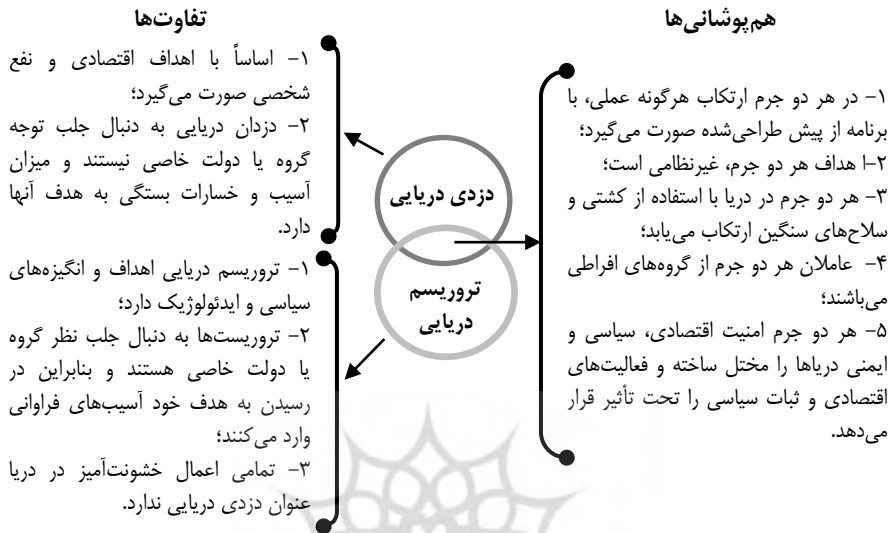 هم‌پوشانی‌ها
۱- در هر دو جرم ارتکاب هرگونه عملی، با
برنامه از پیش طراحی‌شده صورت می‌گیرد؛
۲-ا هداف هر دو جرم، غیرنظامی است؛
۳- هر دو جرم در دریا با استفاده از کشتی و
سلاح‌های سنگین ارتکاب می‌یابد؛
۴- عاملان هر دو جرم از گروه‌های افراطی
می‌باشند؛
۵- هر دو جرم امنیت اقتصادی، سیاسی و
ایمنی دریاها را مختل ساخته و فعالیت‌های
اقتصادی و ثبات سیاسی را تحت تأثیر قرار
می‌دهد.
دزدی دریایی
تروریسم
دریایی
تفاوت‌ها
۱- اساساً با اهداف اقتصادی و نفع
شخصی صورت می‌گیرد؛
۲- دزدان دریایی به دنبال جلب توجه
گروه یا دولت خاصی نیستند و میزان
آسیب و خسارات بستگی به هدف آنها
دارد.
۱- تروریسم دریایی اهداف و انگیزه‌های
سیاسی و ایدئولوژیک دارد؛
۲- تروریست‌ها به دنبال جلب نظر گروه
یا دولت خاصی هستند و بنابراین در
رسیدن به هدف خود آسیب‌های فراوانی
وارد می‌کنند؛
۳- تمامی اعمال خشونت‌آمیز در دریا
عنوان دزدی دریایی ندارد.